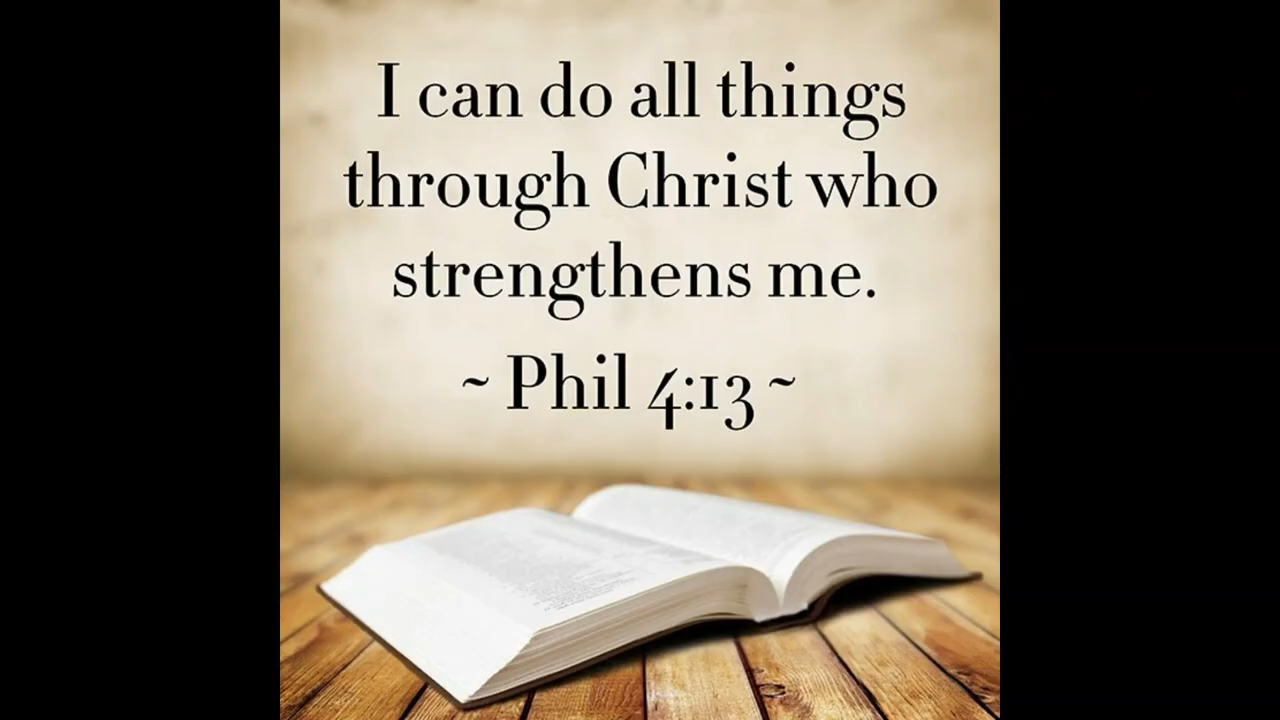 I can do all things
through Christ who
strengthens me.
~ Phil 4:13 ~